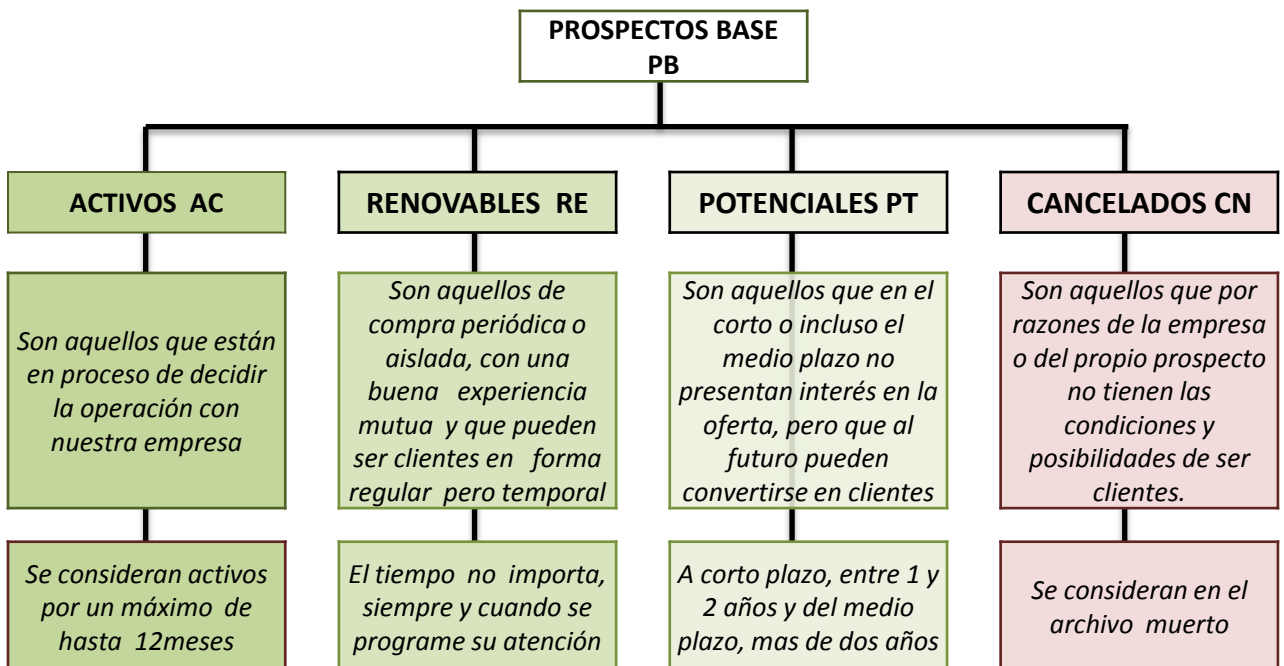 PROSPECTOS BASE
PB
ACTIVOS AC
RENOVABLES RE
POTENCIALES PT
CANCELADOS CN
Son aquellos que están
en proceso de decidir
la operación con
nuestra empresa
Son aquellos de
compra periódica o
aislada, con una
buena experiencia
mutua y que pueden
ser clientes en forma
regular pero temporal
Son aquellos que en el
corto o incluso el
medio plazo no
presentan interés en la
oferta, pero que al
futuro pueden
convertirse en clientes
Son aquellos que por
razones de la empresa
o del propio prospecto
no tienen las
condiciones y
posibilidades de ser
clientes.
Se consideran activos
por un máximo de
hasta 12meses
El tiempo no importa,
siempre y cuando se
programe su atención
A corto plazo, entre 1 y
2 años y del medio
plazo, mas de dos años
Se consideran en el
archivo muerto